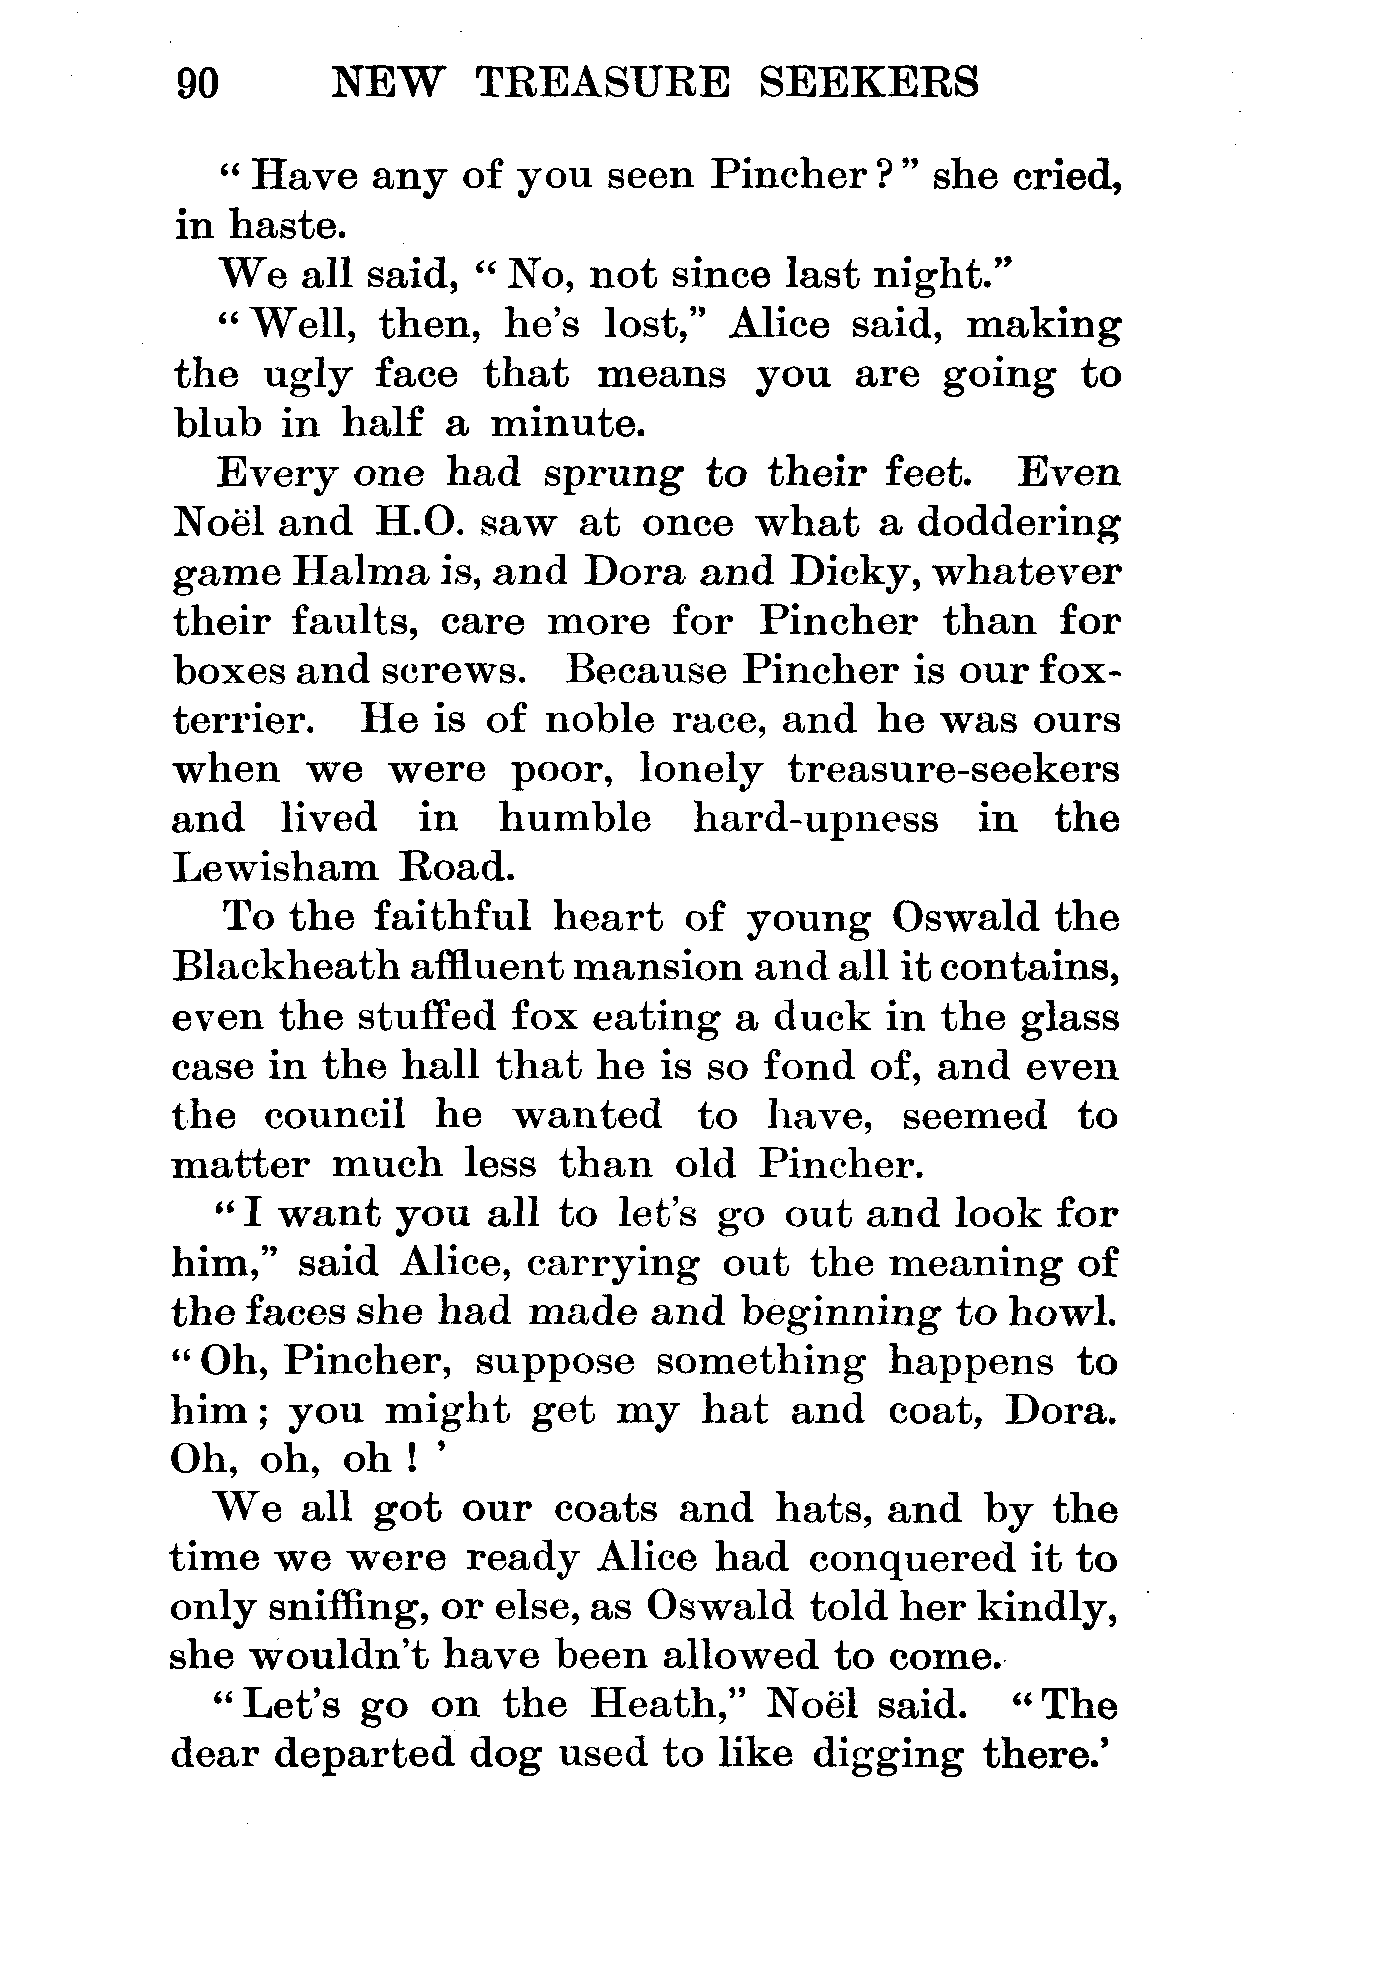 90 NEW TREASURE SEEKERS
“ Have any of you seen Pincher ? ” she cried,
in haste.
We all said, “ No, not since last night.”
“ Well, then, he’s lost,” Alice said, making
the ugly face that means you are going to
blub in half a minute.
Every one had sprung to their feet. Even
Noël and H.O. saw at once what a doddering
game Halma is, and Dora and Dicky, whatever
their faults, care more for Pincher than for
boxes and screws. Because Pincher is our fox-
terrier. He is of noble race, and he was ours
when we were poor, lonely treasure-seekers
and lived in humble hard-upness in the
Lewisham Road.
To the faithful heart of young Oswald the
Blackheath affluent mansion and all it contains,
even the stuffed fox eating a duck in the glass
case in the hall that he is so fond of, and even
the council he wanted to have, seemed to
matter much less than old Pincher.
“ I want you all to let’s go out and look for
him,” said Alice, carrying out the meaning of
the faces she had made and beginning to howl.
“ Oh, Pincher, suppose something happens to
him ; you might get my hat and coat, Dora.
Oh, oh, oh ! ’
We all got our coats and hats, and by the
time we were ready Alice had conquered it to
only sniffing, or else, as Oswald told her kindly,
she wouldn’t have been allowed to come.
“ Let’s go on the Heath,” Noël said. “ The
dear departed dog used to like digging there.’